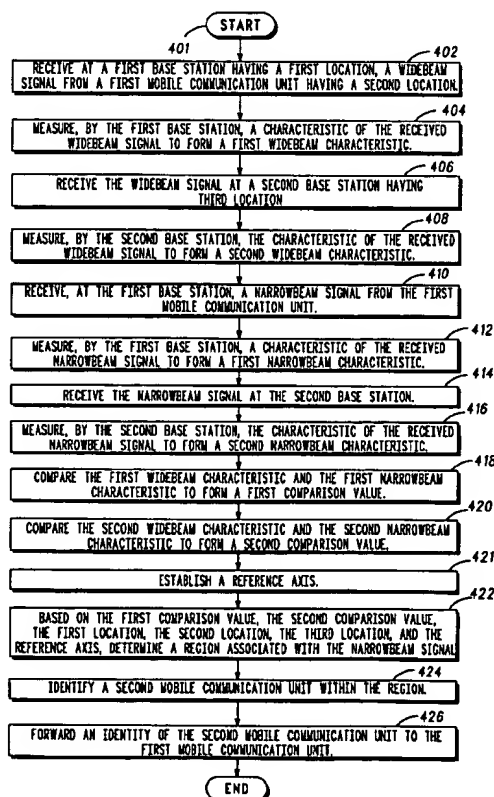 START
401
402
RECEIVE AT A FIRST BASE STATION HAVING A FIRST LOCATION, A WIDEBEAM
SIGNAL FROM A FIRST MOBILE COMMUNICATION UNIT HAVING A SECOND LOCATION.
404
MEASURE, BY THE FIRST BASE STATION, A CHARACTERISTIC OF THE RECEIVED
WIDEBEAM SIGNAL TO FORM A FIRST WIDEBEAM CHARACTERISTIC.
406
RECEIVE THE WIDEBEAM SIGNAL AT A SECOND BASE STATION HAVING
THIRD LOCATION
408
MEASURE, BY THE SECOND BASE STATION, THE CHARACTERISTIC OF THE RECEIVED
WIDEBEAM SIGNAL TO FORM A SECOND WIDEBEAM CHARACTERISTIC.
410
RECEIVE, AT THE FIRST BASE STATION, A NARROWBEAM SIGNAL FROM THE FIRST
MOBILE COMMUNICATION UNIT.
412
MEASURE, BY THE FIRST BASE STATION, A CHARACTERISTIC OF THE RECEIVED
NARROWBEAM SIGNAL TO FORM A FIRST NARROWBEAM CHARACTERISTIC.
414
RECEIVE THE NARROWBEAM SIGNAL AT THE SECOND BASE STATION.
416
MEASURE, BY THE SECOND BASE STATION, THE CHARACTERISTIC OF THE RECEIVED
NARROWBEAM SIGNAL TO FORM A SECOND NARROWBEAM CHARACTERISTIC.
418
COMPARE THE FIRST WIDEBEAM CHARACTERISTIC AND THE FIRST NARROWBEAM
CHARACTERISTIC TO FORM A FIRST COMPARISON VALUE.
420
COMPARE THE SECOND WIDEBEAM CHARACTERISTIC AND THE SECOND NARROWBEAM
CHARACTERISTIC TO FORM A SECOND COMPARISON VALUE.
421
ESTABLISH A REFERENCE AXIS.
422
BASED ON THE FIRST COMPARISON VALUE, THE SECOND COMPARISON VALUE,
THE FIRST LOCATION, THE SECOND LOCATION, THE THIRD LOCATION, AND THE
REFERENCE AXIS, DETERMINE A REGION ASSOCIATED WITH THE NARROWBEAM SIGNAL
424
IDENTIFY A SECOND MOBILE COMMUNICATION UNIT WITHIN THE REGION.
426
FORWARD AN IDENTITY OF THE SECOND MOBILE COMMUNICATION UNIT TO THE
FIRST MOBILE COMMUNICATION UNIT.
END